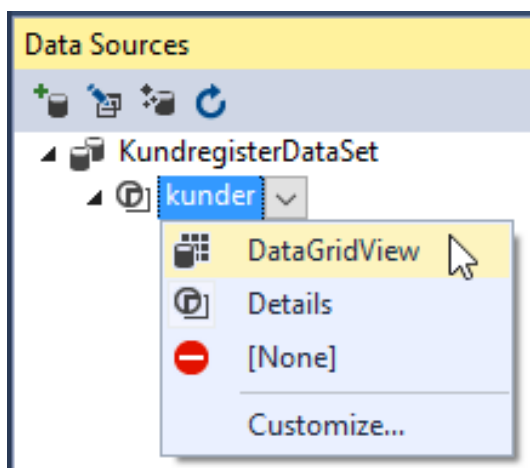 Data Sources
KundregisterDataSet
kunder
DataGridView
Details
[None]
Customize...